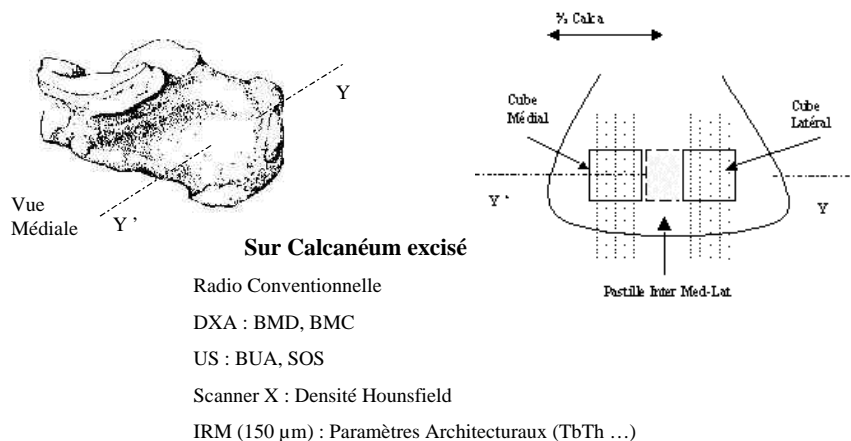 ½ Calca
Cube
Médial
Cube
Latéral
Y
Y '
Vue
Médiale
Y '
Y
Pastille Inter Med-Lat
Sur Calcanéum excisé
Radio Conventionnelle
DXA : BMD, BMC
US : BUA, SOS
Scanner X : Densité Hounsfield
IRM (150 µm) : Paramètres Architecturaux (TbTh …)